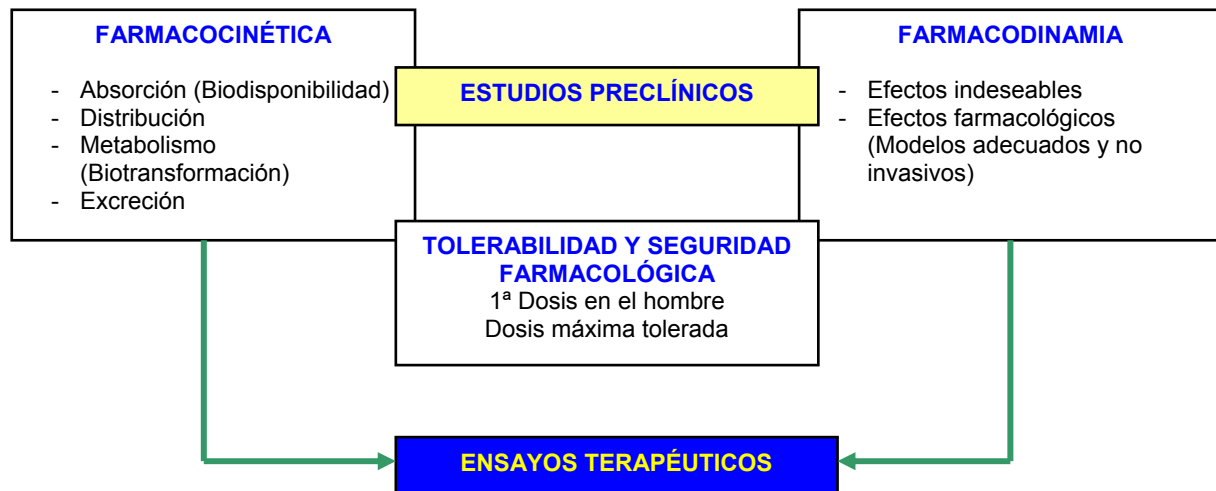 FARMACOCINÉTICA
- Absorción (Biodisponibilidad)
- Distribución
- Metabolismo
(Biotransformación)
- Excreción
ESTUDIOS PRECLÍNICOS
FARMACODINAMIA
- Efectos indeseables
- Efectos farmacológicos
(Modelos adecuados y no
invasivos)
TOLERABILIDAD Y SEGURIDAD
FARMACOLÓGICA
1ª Dosis en el hombre
Dosis máxima tolerada
ENSAYOS TERAPÉUTICOS